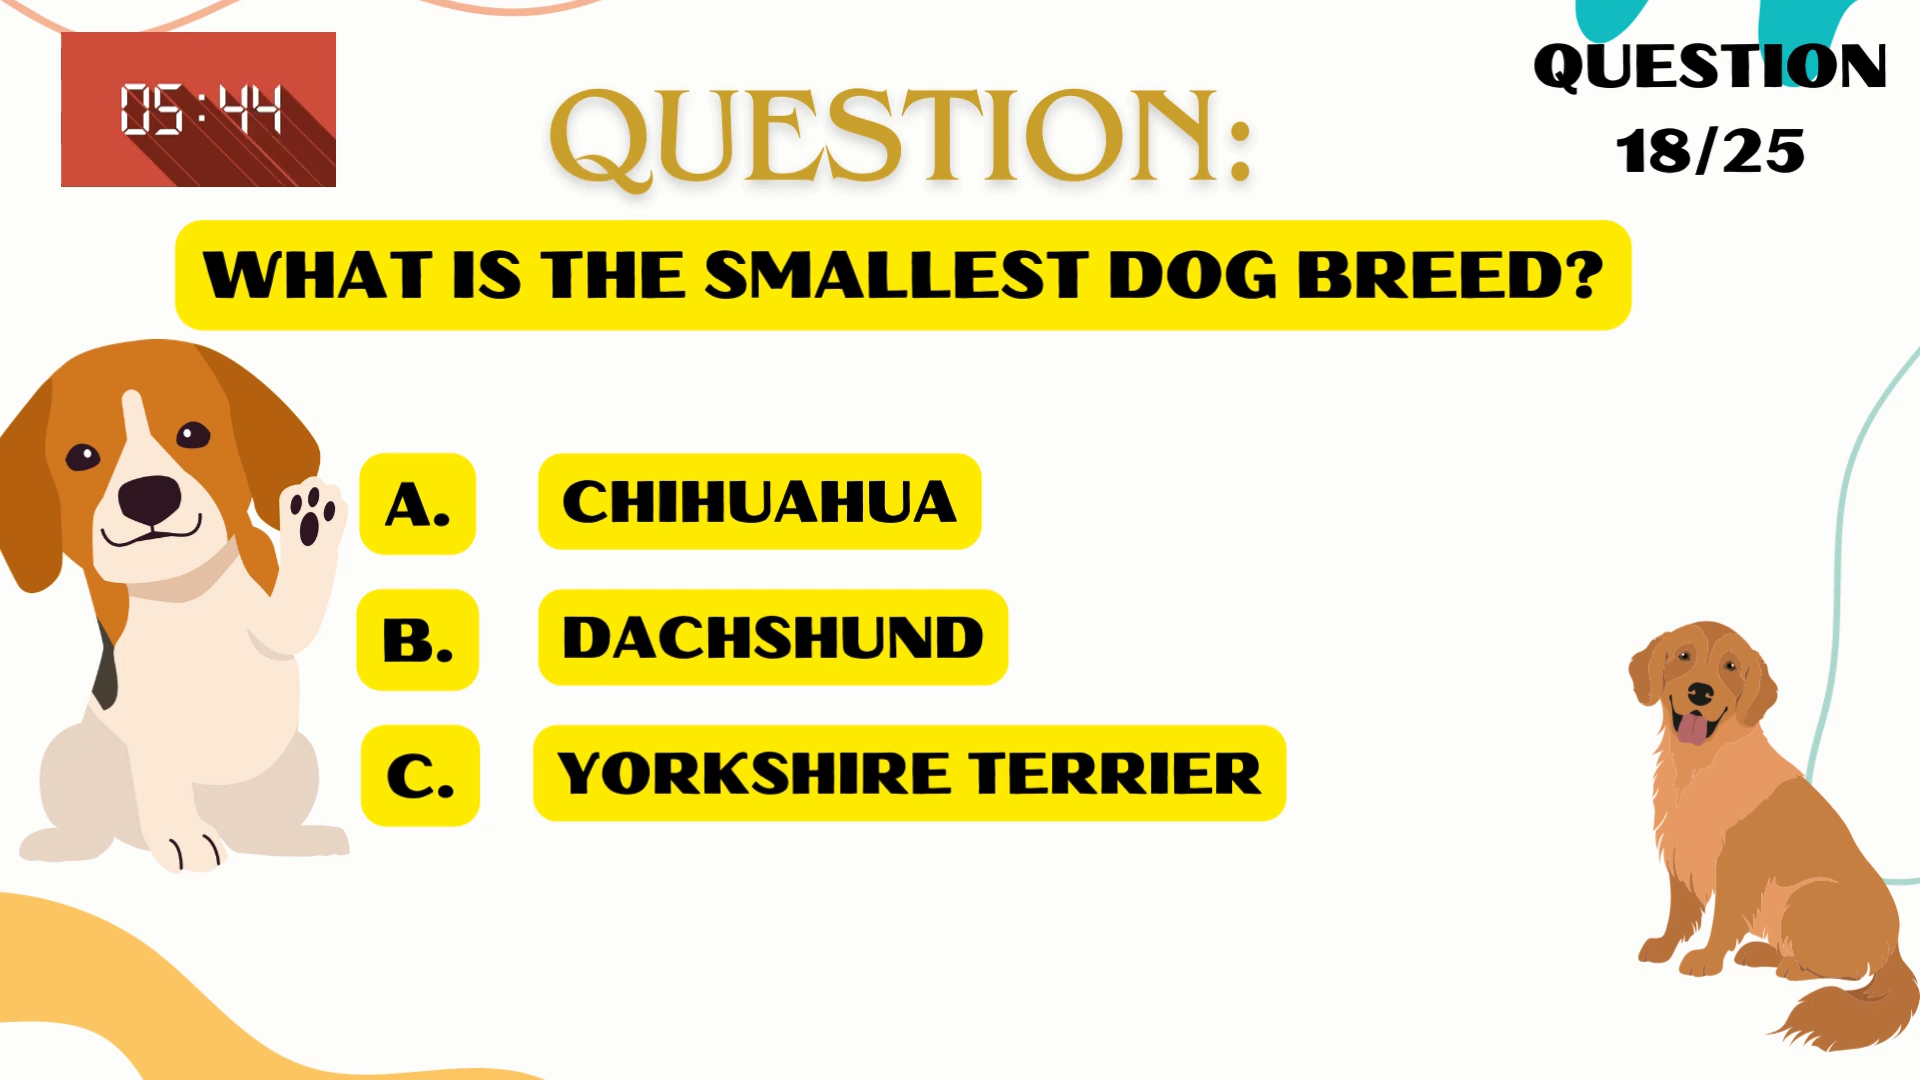 05:44
QUESTION:
QUESTION
18/25
WHAT IS THE SMALLEST DOG BREED?
A. CHIHUAHUA
B. DACHSHUND
C. YORKSHIRE TERRIER